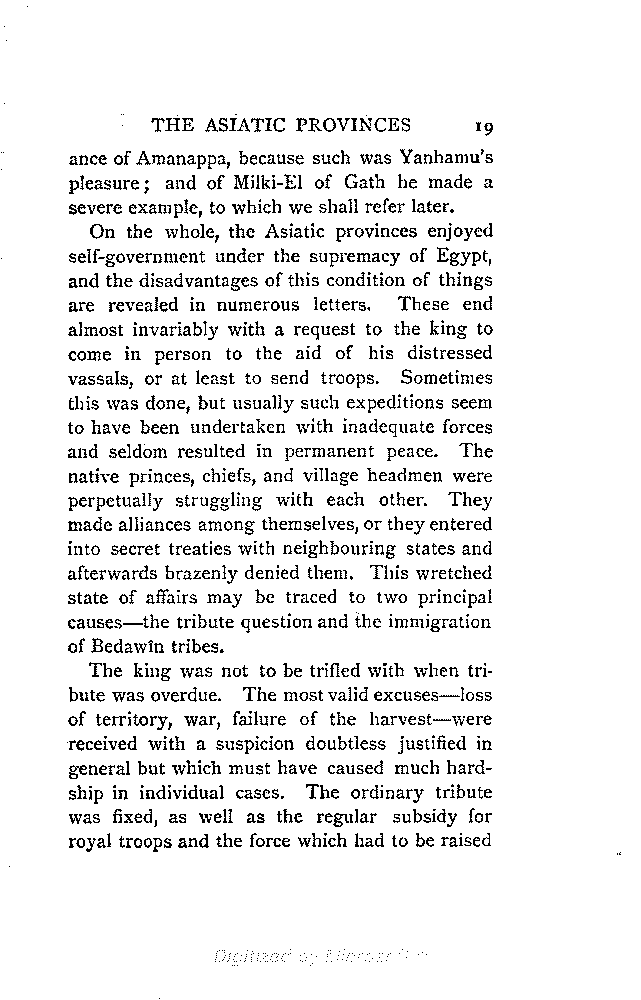 THE ASIATIC PROVINCES 19
ance of Amanappa, because such was Yanhamu's
pleasure; and of Milki-El of Gath he made a
severe example, to which we shall refer later.
On the whole, the Asiatic provinces enjoyed
self-government under the supremacy of Egypt,
and the disadvantages of this condition of things
are revealed in numerous letters. These end
almost invariably with a request to the king to
come in person to the aid of his distressed
vassals, or at least to send troops. Sometimes
this was done, but usually such expeditions seem
to have been undertaken with inadequate forces
and seldom resulted in permanent peace. The
native princes, chiefs, and village headmen were
perpetually struggling with each other. They
made alliances among themselves, or they entered
into secret treaties with neighbouring states and
afterwards brazenly denied them. This wretched
state of affairs may be traced to two principal
causes—the tribute question and the immigration
of Bedawîn tribes.
The king was not to be trifled with when tri-
bute was overdue. The most valid excuses—loss
of territory, war, failure of the harvest—were
received with a suspicion doubtless justified in
general but which must have caused much hard-
ship in individual cases. The ordinary tribute
was fixed, as well as the regular subsidy for
royal troops and the force which had to be raised
Digitized by